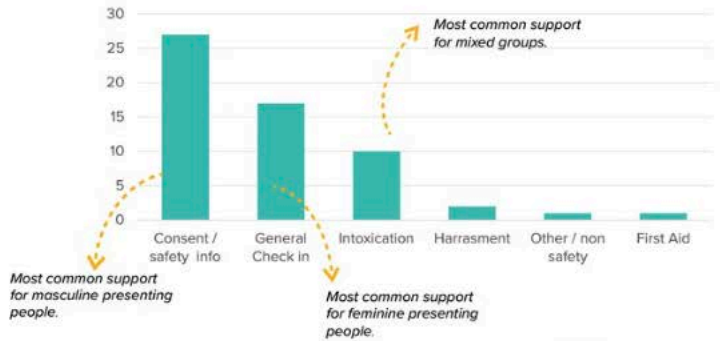 30
25
20
15
10
5
0
Most common support
for mixed groups.
Consent /
safety info
General
Check in
Intoxication
Harrasment
Other / non
safety
First Aid
Most common support
for masculine presenting
people.
Most common support
for feminine presenting
people.